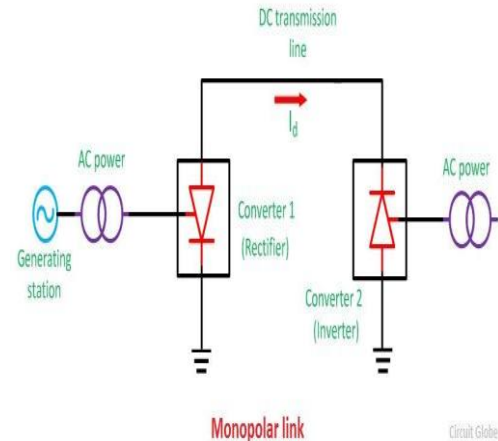 DC transmission
line
I_d
AC power
AC power
Converter 1
(Rectifier)
Generating
station
Converter 2
(Inverter)
Monopolar link
Circuit Globe